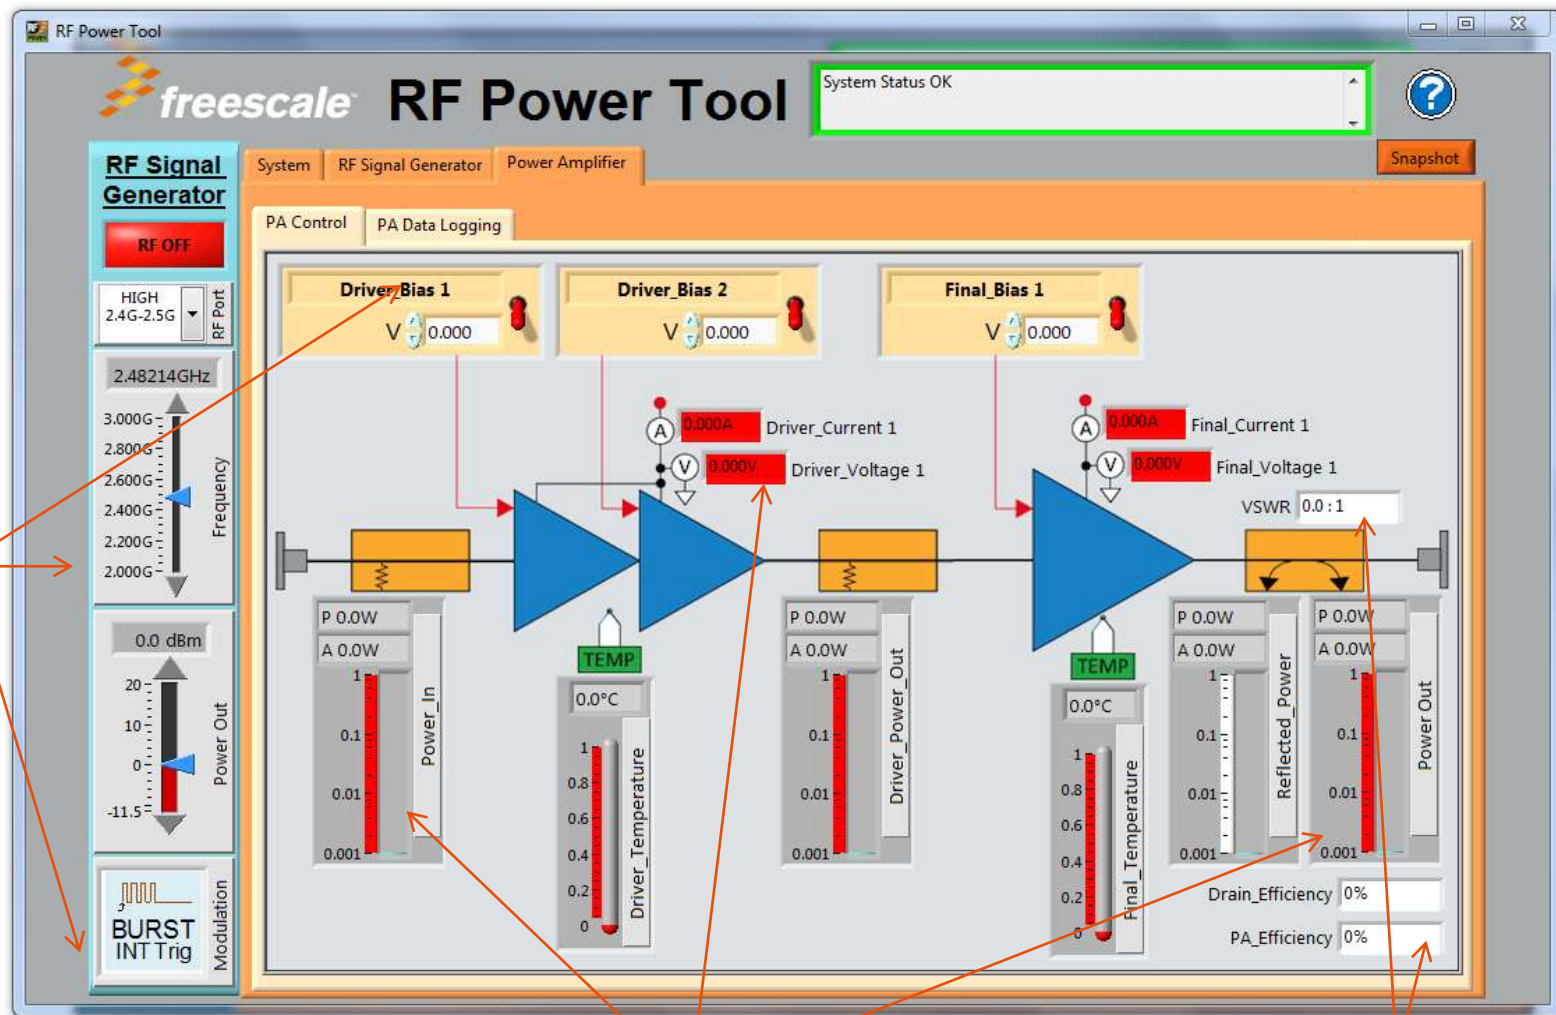 RF Power Tool
freescale
RF Power Tool
System Status OK
?
Snapshot
RF Signal
Generator
RF OFF
HIGH
2.4G-2.5G
RF Port
2.48214GHz
3.000G
2.800G
2.600G
2.400G
2.200G
2.000G
Frequency
0.0 dBm
20
10
0
-11.5
Power Out
BURST
INT Trig
Modulation
System
RF Signal Generator
Power Amplifier
PA Control
PA Data Logging
Driver_Bias 1
V 0.000
Driver_Bias 2
V 0.000
Final_Bias 1
V 0.000
A 0.000A Driver_Current 1
V 0.000V Driver_Voltage 1
A 0.000A Final_Current 1
V 0.000V Final_Voltage 1
VSWR 0.0 : 1
P 0.0W
A 0.0W
1
0.1
0.01
0.001
Power_In
TEMP
0.0°C
1
0.8
0.6
0.4
0.2
0
Driver_Temperature
P 0.0W
A 0.0W
1
0.1
0.01
0.001
Driver_Power_Out
TEMP
0.0°C
1
0.8
0.6
0.4
0.2
0
Final_Temperature
P 0.0W
A 0.0W
1
0.1
0.01
0.001
Reflected_Power
P 0.0W
A 0.0W
1
0.1
0.01
0.001
Power Out
Drain_Efficiency 0%
PA_Efficiency 0%